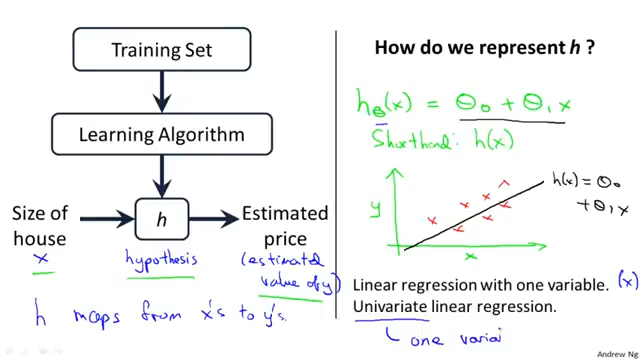 Training Set
Learning Algorithm
Size of house
h
Estimated price
x
hypothesis
(estimated value of y)
h maps from x's to y's.
How do we represent h ?
hθ(x) = θ₀ + θ₁x
Shorthand: h(x)
y
x
h(x) = θ₀
+ θ₁x
Linear regression with one variable. (x)
Univariate linear regression.
one varia
Andrew Ng